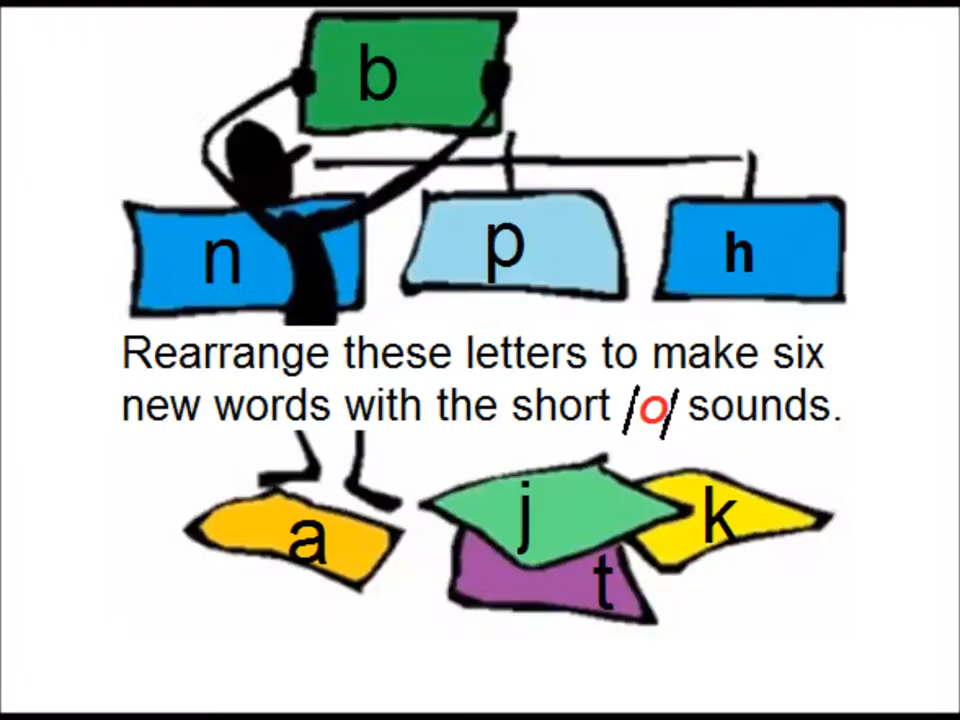 b
n p h
Rearrange these letters to make six
new words with the short /o/ sounds.
a j k
t